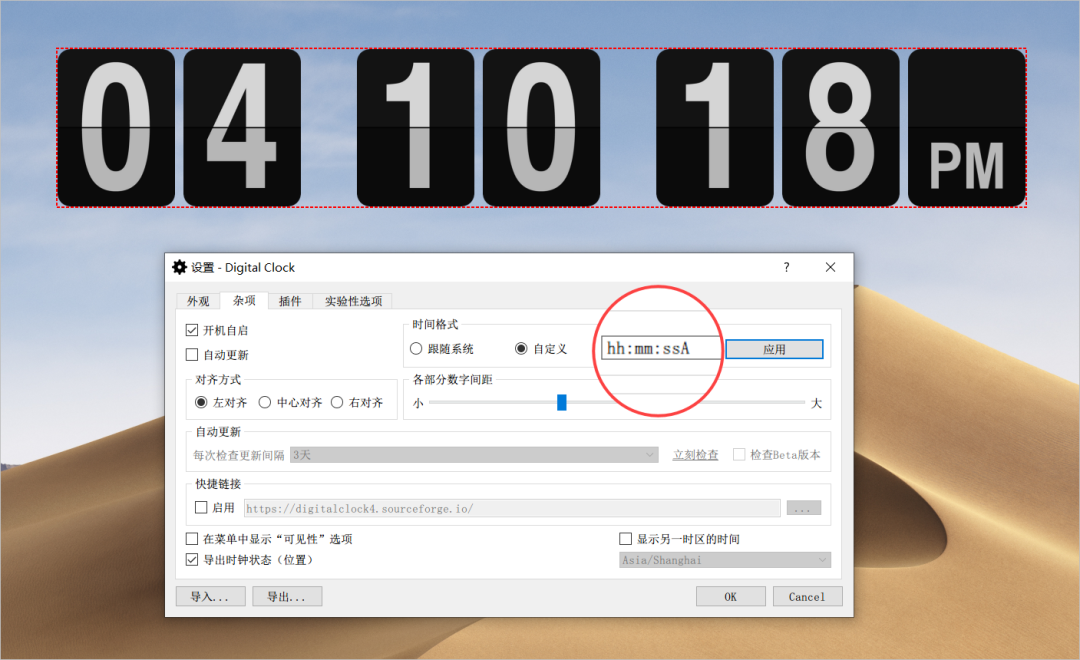 04 10 18 PM
设置 - Digital Clock
?
外观 杂项 插件 实验性选项
开机自启
自动更新
时间格式
跟随系统 自定义 hh:mm:ssA 应用
对齐方式
左对齐 中心对齐 右对齐
各部分数字间距
小 大
自动更新
每次检查更新间隔 3天 立刻检查 检查Beta版本
快捷链接
启用 https://digitalclock4.sourceforge.io/ ...
在菜单中显示“可见性”选项
导出时钟状态（位置）
显示另一时区的时间
Asia/Shanghai
导入... 导出... OK Cancel